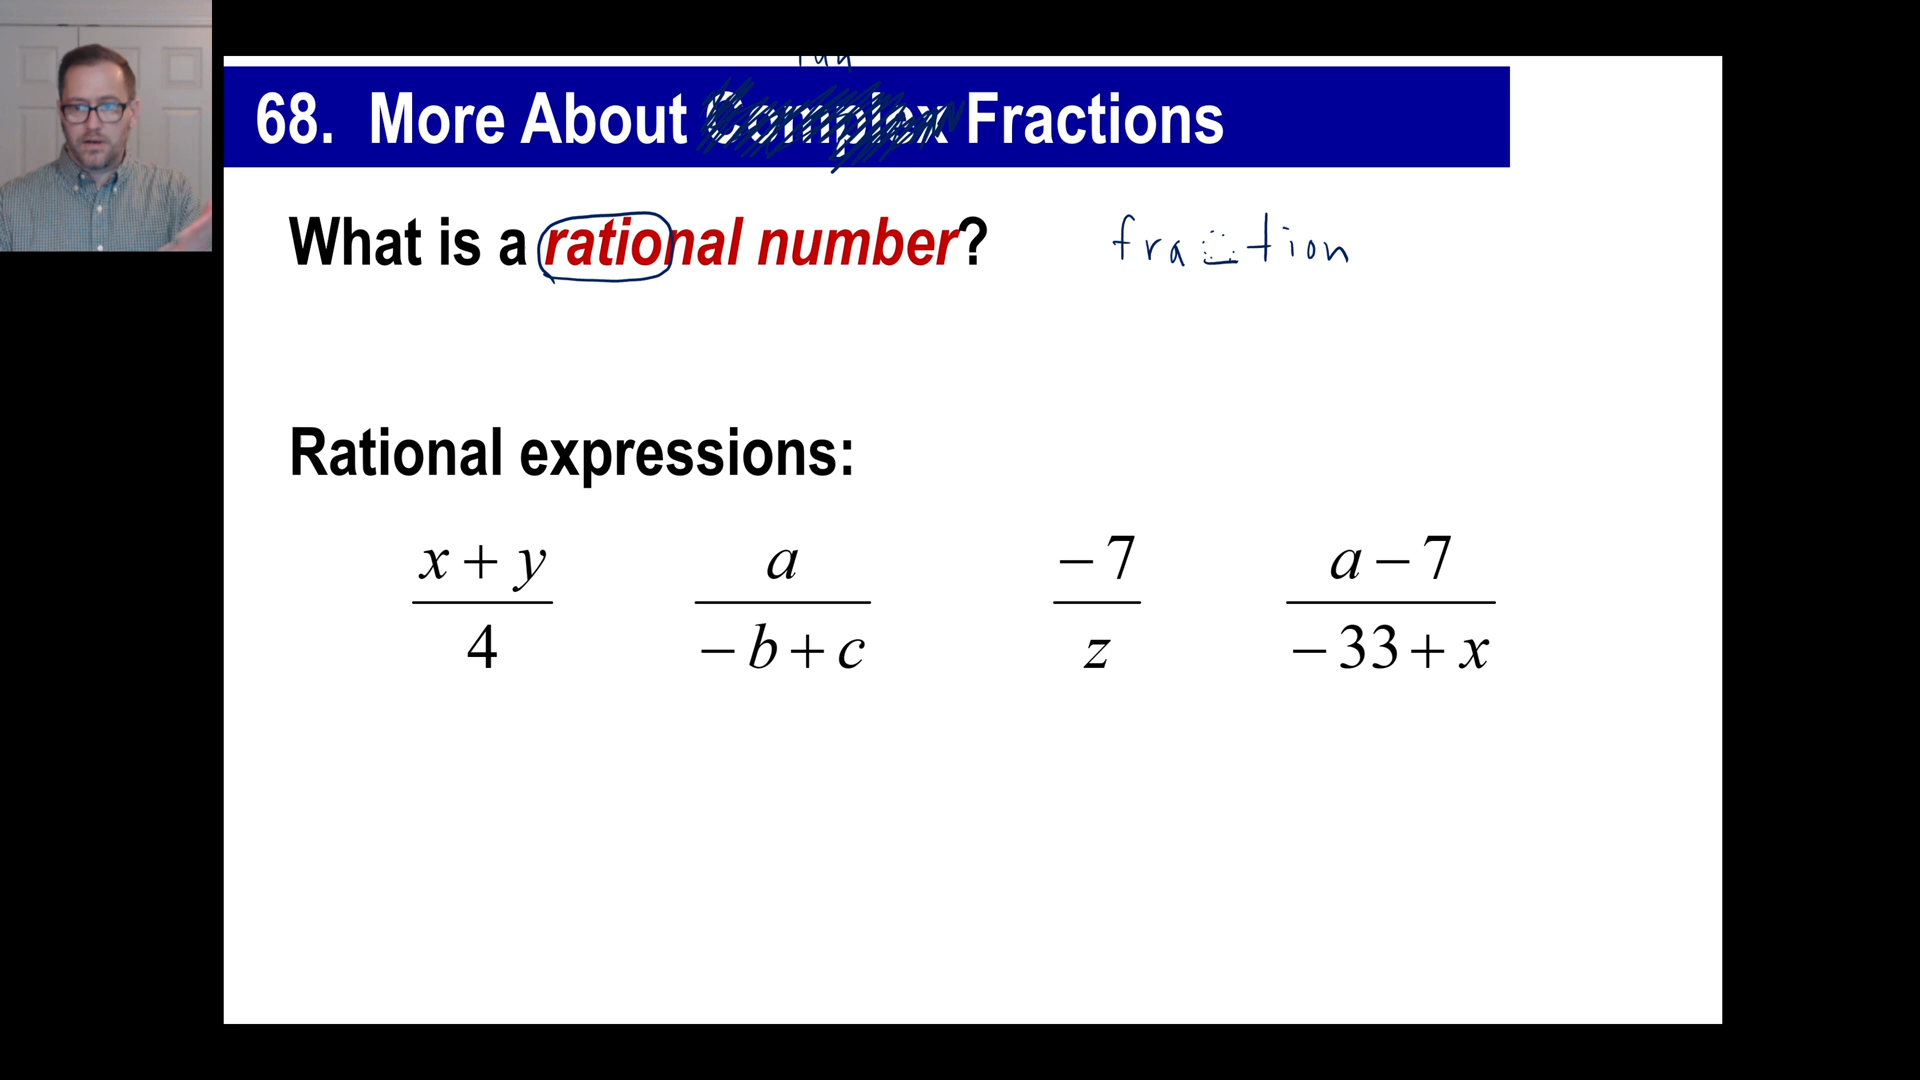 68. More About Complex Fractions
What is a rational number? fraction
Rational expressions:
x + y a − 7 a − 7
4 − b + c z − 33 + x